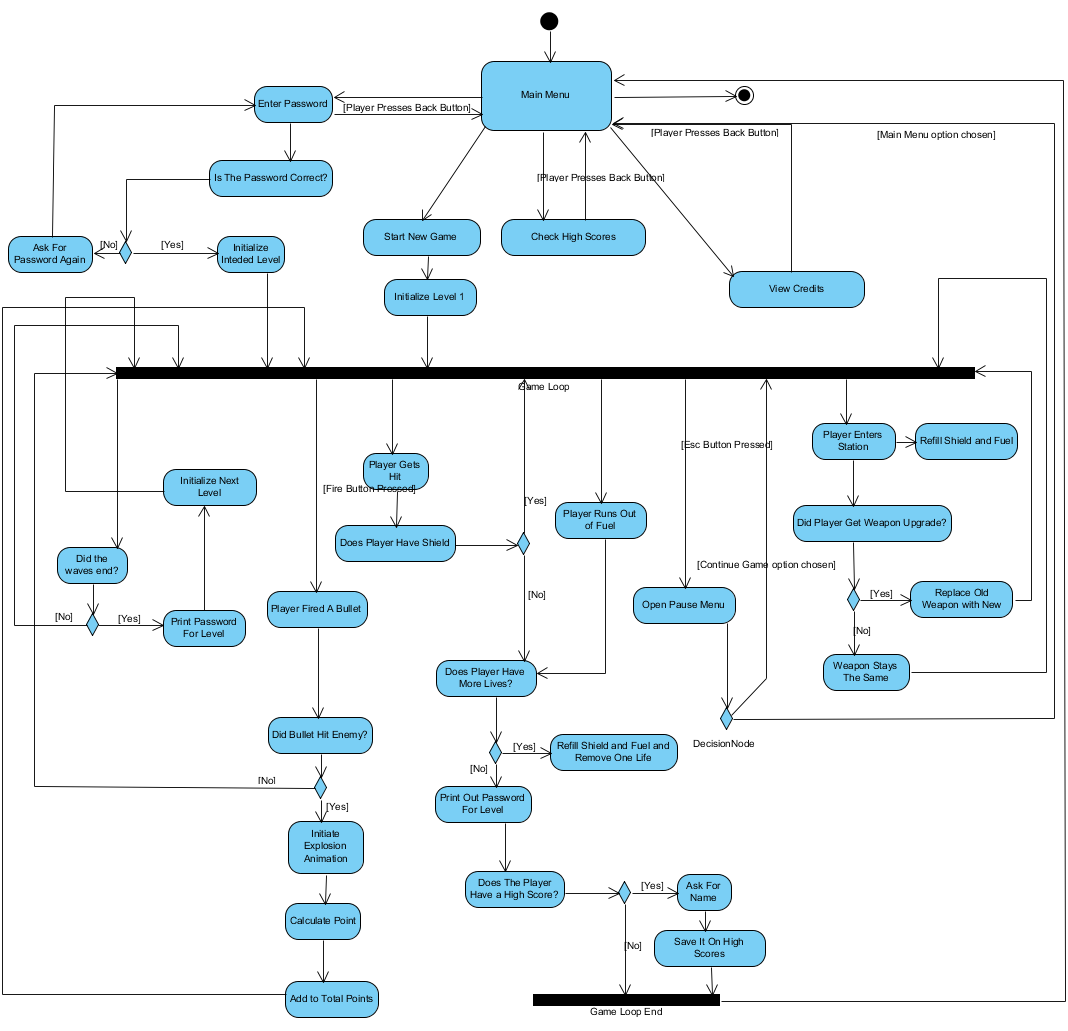 Main Menu
Enter Password
[Player Presses Back Button]
[Player Presses Back Button]
[Main Menu option chosen]
Is The Password Correct?
[Player Presses Back Button]
Start New Game
Check High Scores
Ask For
Password Again
[No]
[Yes]
Initialize
Inteded Level
Initialize Level 1
View Credits
Game Loop
Player Enters
Station
Refill Shield and Fuel
[Esc Button Pressed]
Player Gets
Hit
[Fire Button Pressed]
Initialize Next
Level
[Yes]
Player Runs Out
of Fuel
Did Player Get Weapon Upgrade?
Does Player Have Shield
Did the
waves end?
[Continue Game option chosen]
[No]
[Yes]
Replace Old
Weapon with New
Player Fired A Bullet
Open Pause Menu
[No]
[Yes]
Print Password
For Level
[No]
Weapon Stays
The Same
Does Player Have
More Lives?
Did Bullet Hit Enemy?
DecisionNode
[Yes]
Refill Shield and Fuel and
Remove One Life
[No]
[No]
Print Out Password
For Level
[Yes]
Initiate
Explosion
Animation
Does The Player
Have a High Score?
[Yes]
Ask For
Name
Calculate Point
[No]
Save It On High
Scores
Add to Total Points
Game Loop End